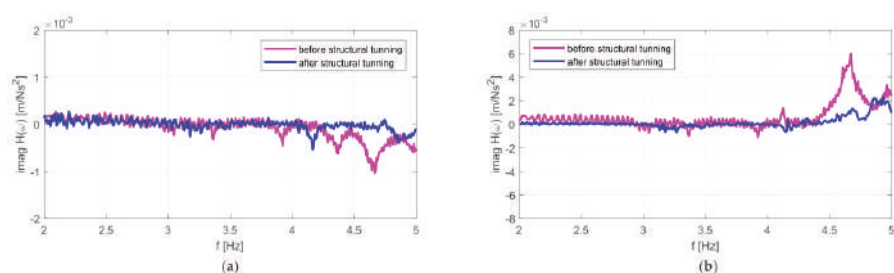 ×10⁻³
2
1
0
-1
-2
imag H(ω) [m/Ns²]
before structural tunning
after structural tunning
2 2.5 3 3.5 4 4.5 5
f [Hz]
(a)
×10⁻³
8
6
4
2
0
-2
-4
-6
-8
imag H(ω) [m/Ns²]
before structural tunning
after structural tunning
2 2.5 3 3.5 4 4.5 5
f [Hz]
(b)